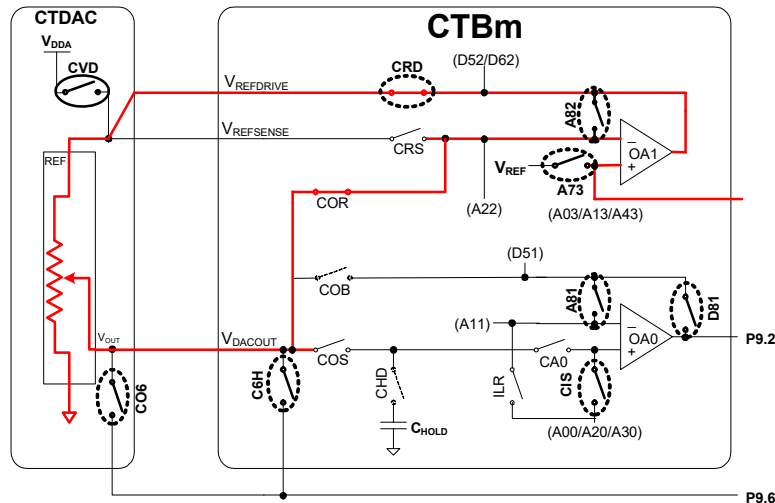 CTDAC
CTBm
VDDA
CVD
VREFDRIVE
CRD
(D52/D62)
A82
VREFSENSE
CRS
OA1
REF
VREF
A73
COR
(A22)
(A03/A13/A43)
(D51)
COB
A81
D81
(A11)
OA0
P9.2
VOUT
VDACOUT
COS
CA0
CO6
C6H
CHD
ILR
CIS
CHOLD
(A00/A20/A30)
P9.6